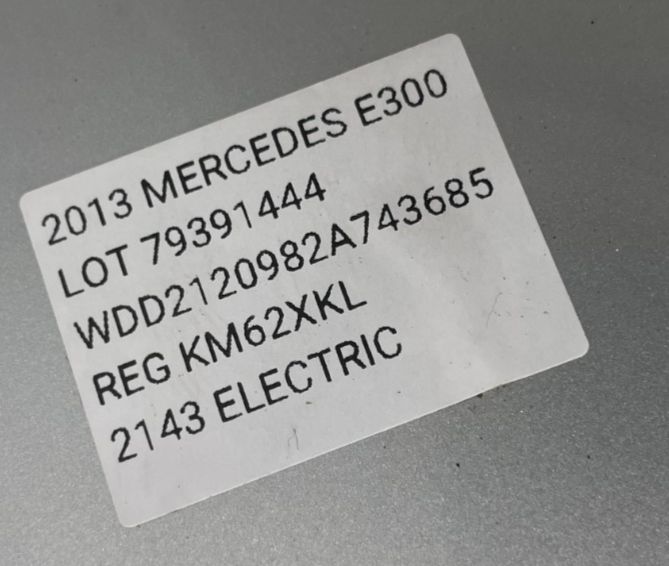 2013 MERCEDES E300
LOT 79391444
WDD2120982A743685
REG KM62XKL
2143 ELECTRIC